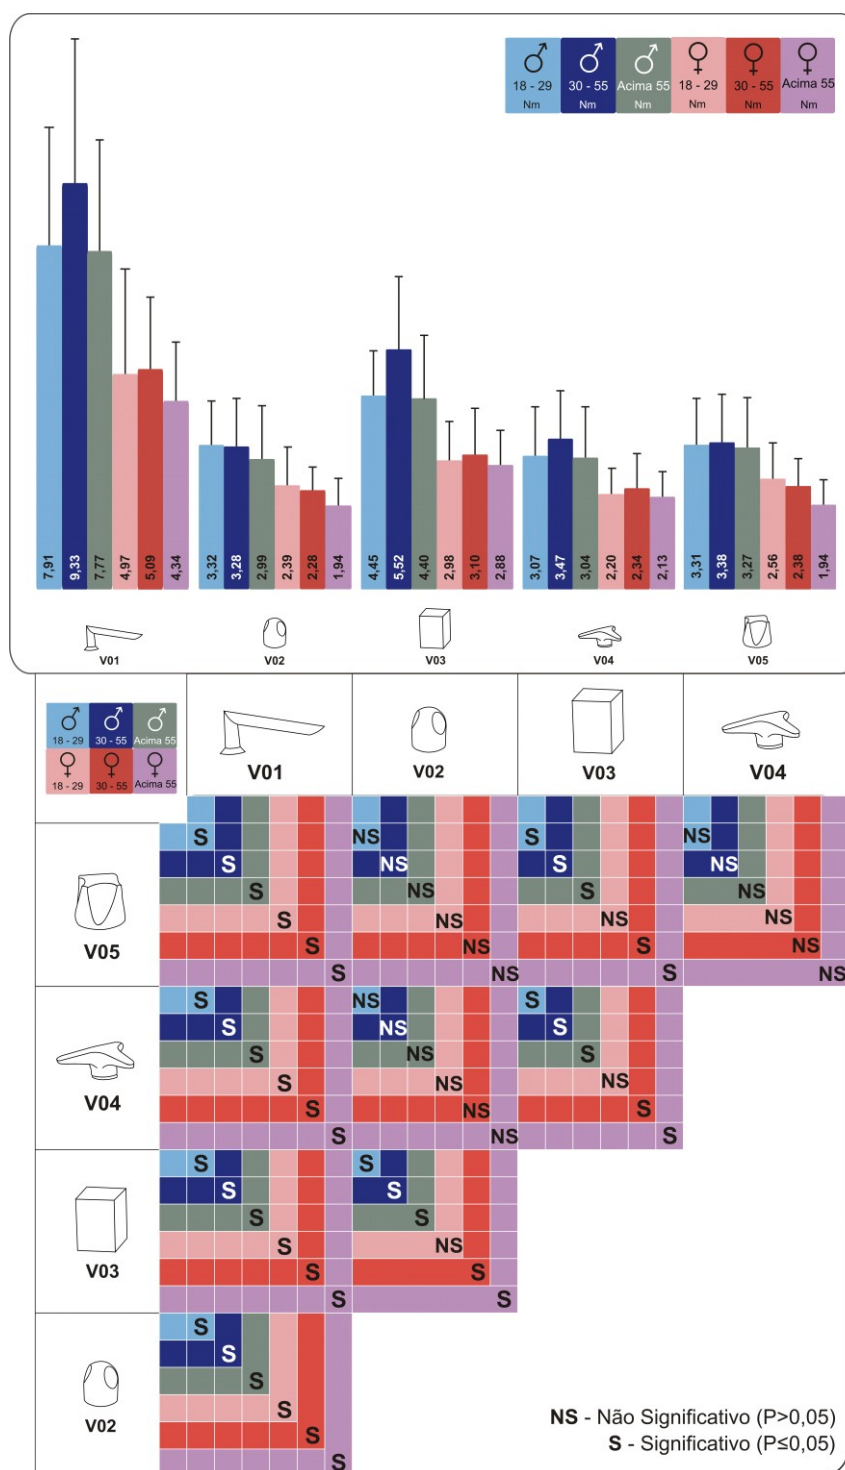 18 - 29 30 - 55 Acima 55 18 - 29 30 - 55 Acima 55
Nm Nm Nm Nm Nm Nm
7,91 9,33 7,77 4,97 5,09 4,34 3,32 3,28 2,99 2,39 2,28 1,94 4,45 5,52 4,40 2,98 3,10 2,88 3,07 3,47 3,04 2,20 2,34 2,13 3,31 3,38 3,27 2,56 2,38 1,94
V01 V02 V03 V04 V05
18 - 29 30 - 55 Acima 55
18 - 29 30 - 55 Acima 55
V01 V02 V03 V04
S NS S NS
S NS S NS
S NS S NS
S NS NS NS
V05
S NS S NS
S NS S NS
S NS S
S NS S
S NS S
S NS NS
V04
S NS S
S NS S
S S
S S
S S
S NS
V03
S S
S S
S
S
S
S
V02
S
S
NS - Não Significativo (P>0,05)
S - Significativo (P≤0,05)